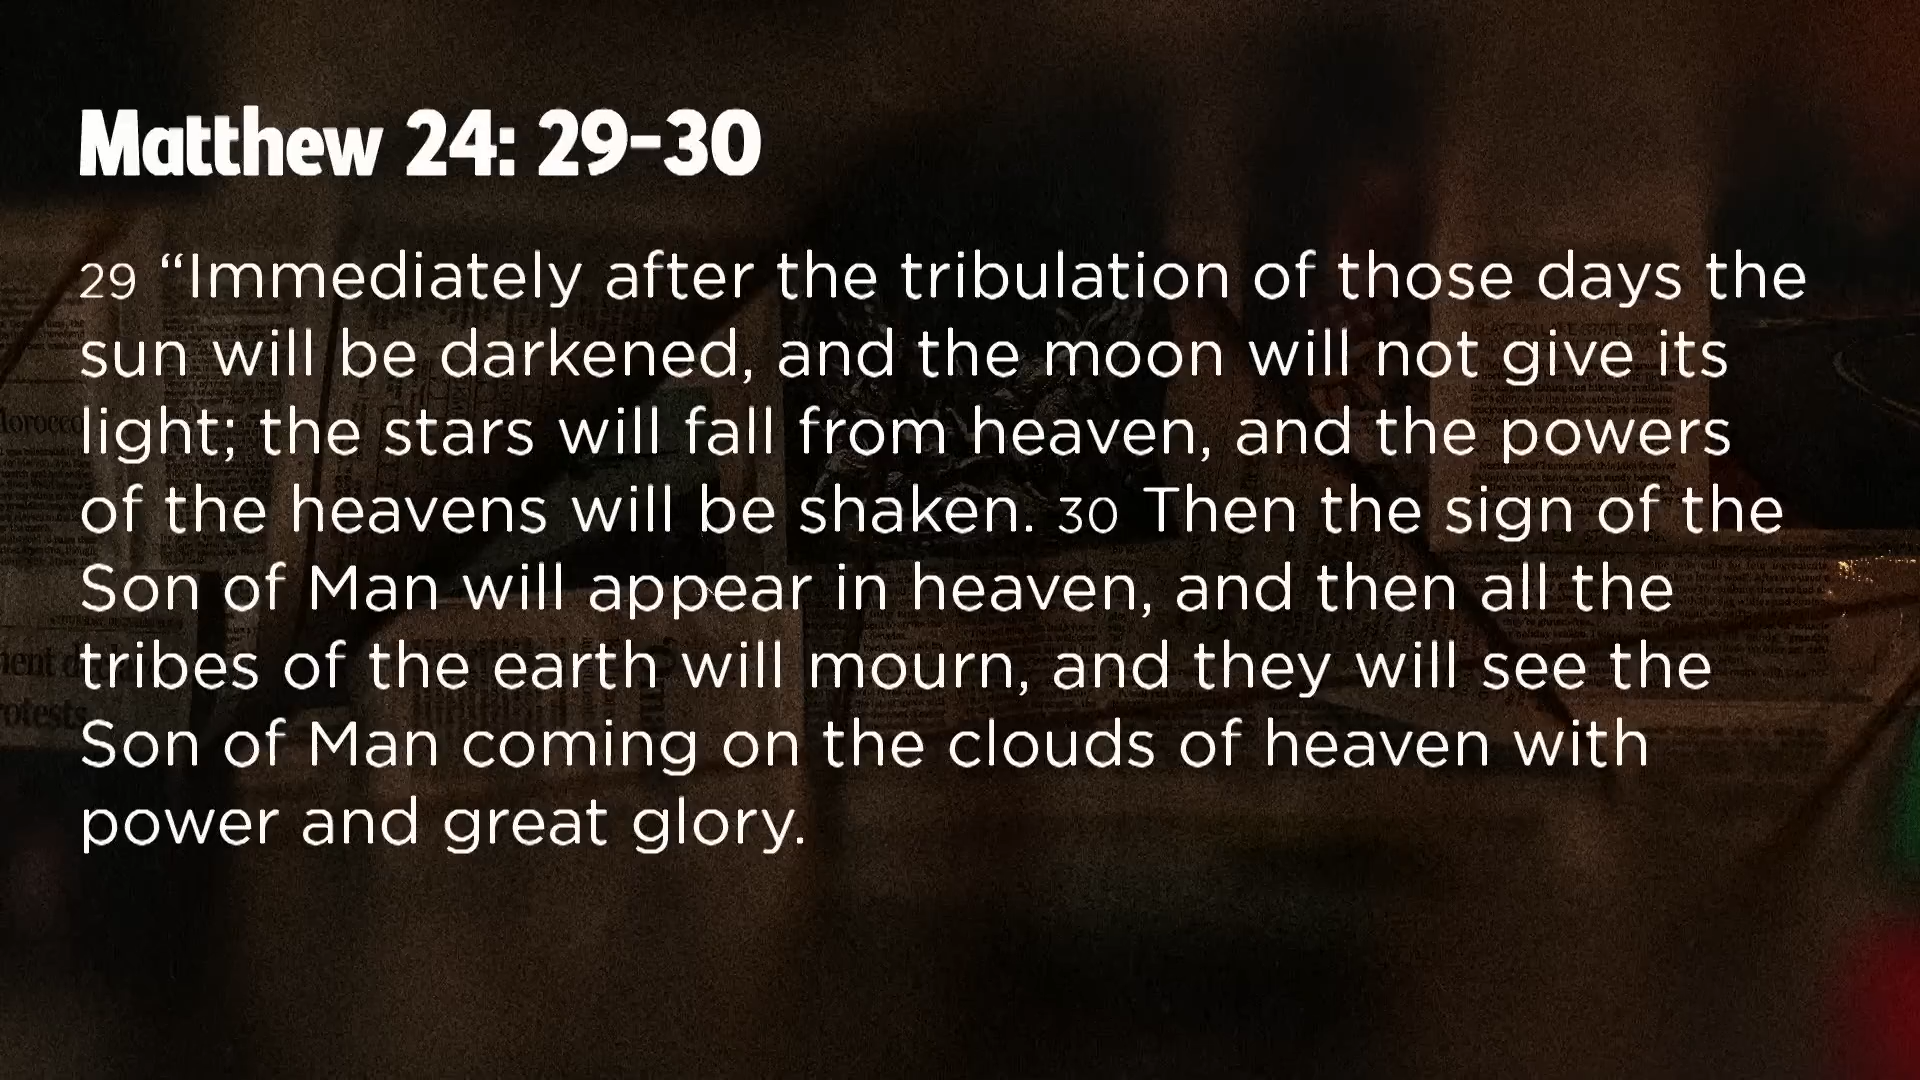 Matthew 24: 29-30
29 “Immediately after the tribulation of those days the
sun will be darkened, and the moon will not give its
light; the stars will fall from heaven, and the powers
of the heavens will be shaken. 30 Then the sign of the
Son of Man will appear in heaven, and then all the
tribes of the earth will mourn, and they will see the
Son of Man coming on the clouds of heaven with
power and great glory.